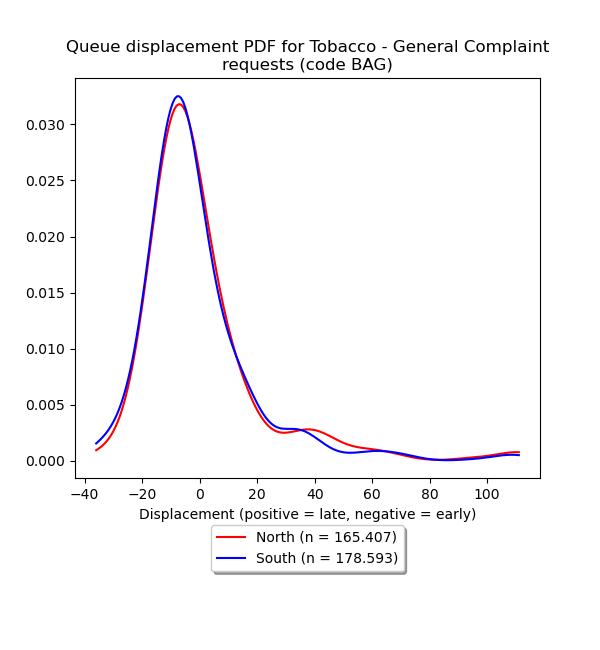 Queue displacement PDF for Tobacco - General Complaint
requests (code BAG)
0.030
0.025
0.020
0.015
0.010
0.005
0.000
−40 −20 0 20 40 60 80 100
Displacement (positive = late, negative = early)
North (n = 165.407)
South (n = 178.593)